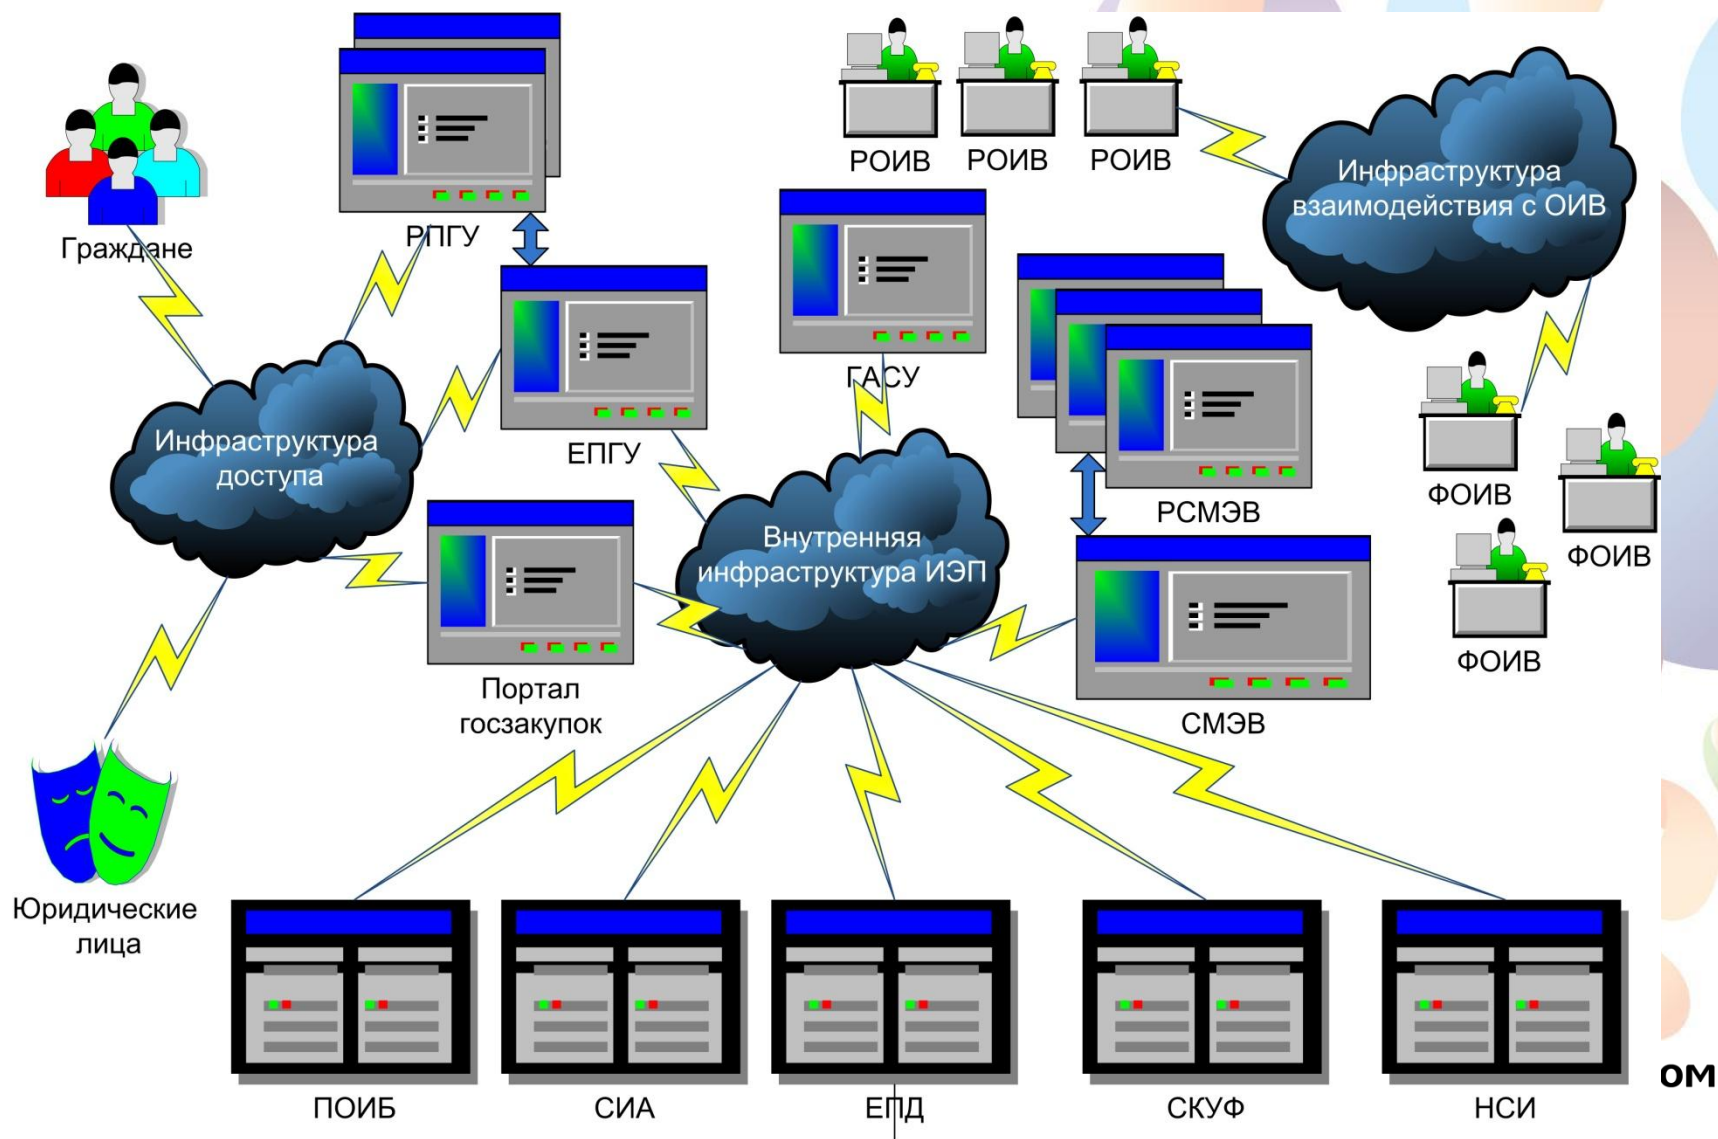 РОИВ
РОИВ
РОИВ
Инфраструктура
взаимодействия с ОИВ
Граждане
РПГУ
ГАСУ
Инфраструктура
доступа
ЕПГУ
РСМЭВ
ФОИВ
ФОИВ
ФОИВ
Внутренняя
инфраструктура ИЭП
Портал
госзакупок
СМЭВ
Юридические
лица
ом
ПОИБ
СИА
ЕПД
СКУФ
НСИ